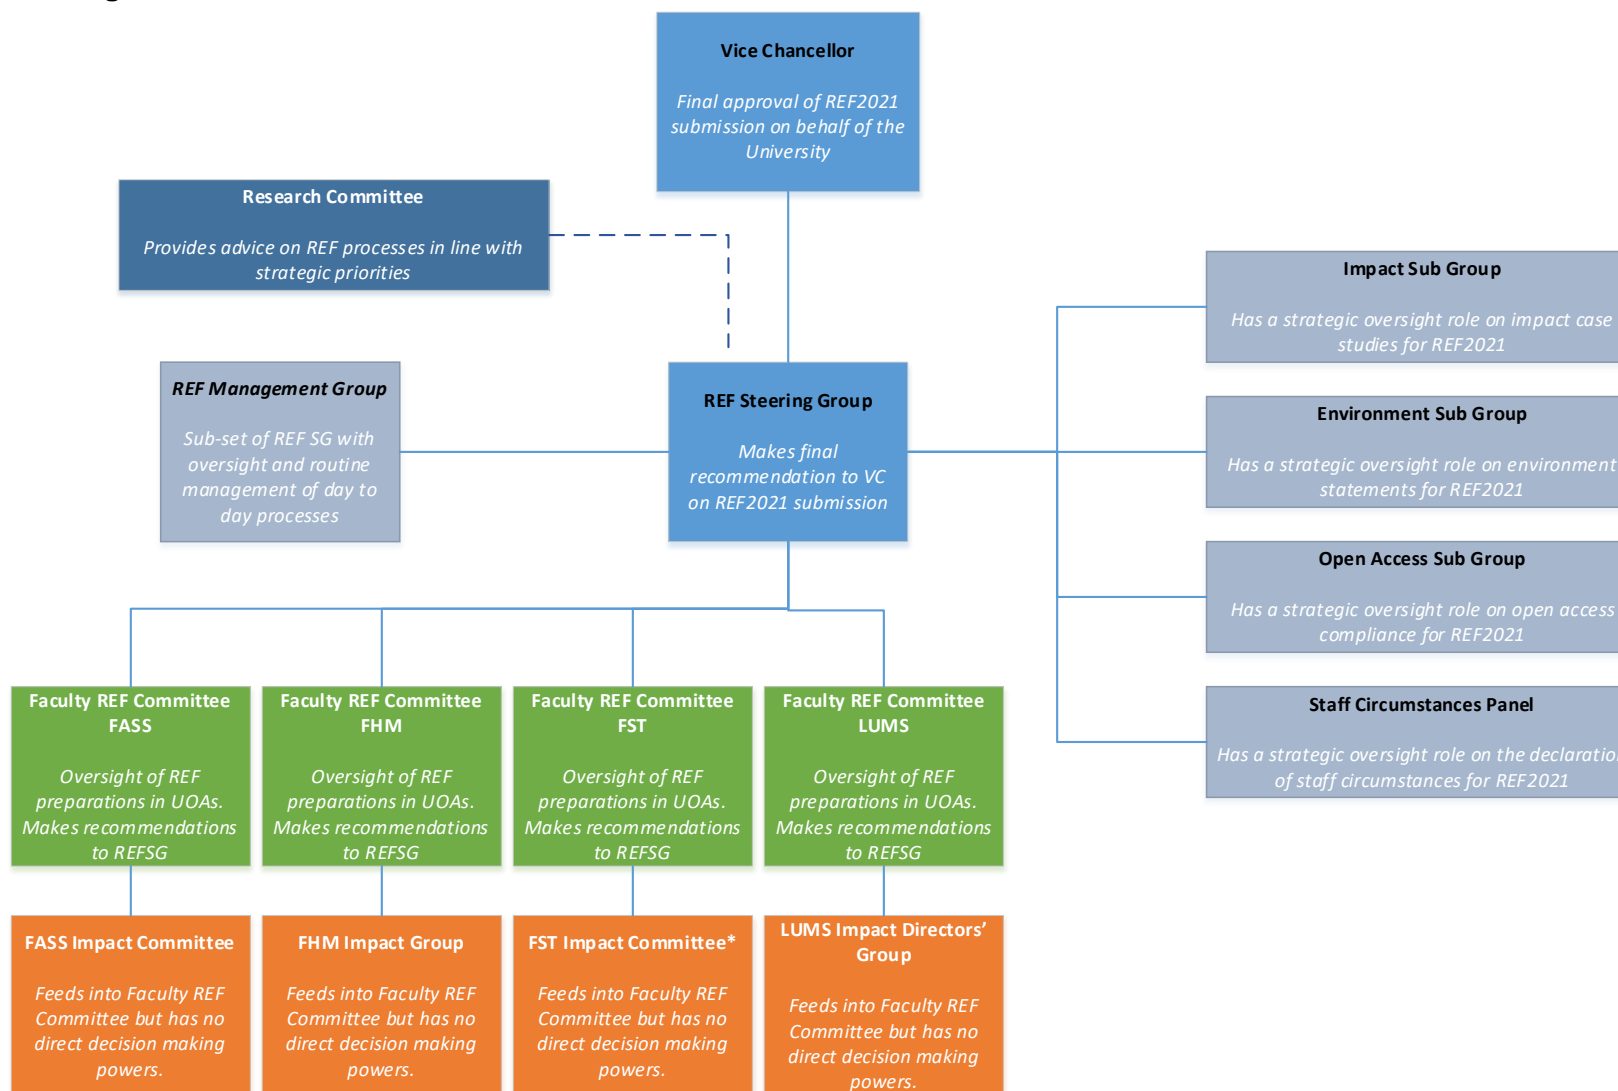 Vice Chancellor
Final approval of REF2021
submission on behalf of the
University
Research Committee
Provides advice on REF processes in line with
strategic priorities
Impact Sub Group
Has a strategic oversight role on impact case
studies for REF2021
REF Management Group
Sub-set of REF SG with
oversight and routine
management of day to
day processes
REF Steering Group
Makes final
recommendation to VC
on REF2021 submission
Environment Sub Group
Has a strategic oversight role on environment
statements for REF2021
Open Access Sub Group
Has a strategic oversight role on open access
compliance for REF2021
Staff Circumstances Panel
Has a strategic oversight role on the declaration
of staff circumstances for REF2021
Faculty REF Committee
FASS
Oversight of REF
preparations in UOAs.
Makes recommendations
to REFSG
Faculty REF Committee
FHM
Oversight of REF
preparations in UOAs.
Makes recommendations
to REFSG
Faculty REF Committee
FST
Oversight of REF
preparations in UOAs.
Makes recommendations
to REFSG
Faculty REF Committee
LUMS
Oversight of REF
preparations in UOAs.
Makes recommendations
to REFSG
FASS Impact Committee
Feeds into Faculty REF
Committee but has no
direct decision making
powers.
FHM Impact Group
Feeds into Faculty REF
Committee but has no
direct decision making
powers.
FST Impact Committee*
Feeds into Faculty REF
Committee but has no
direct decision making
powers.
LUMS Impact Directors’
Group
Feeds into Faculty REF
Committee but has no
direct decision making
powers.